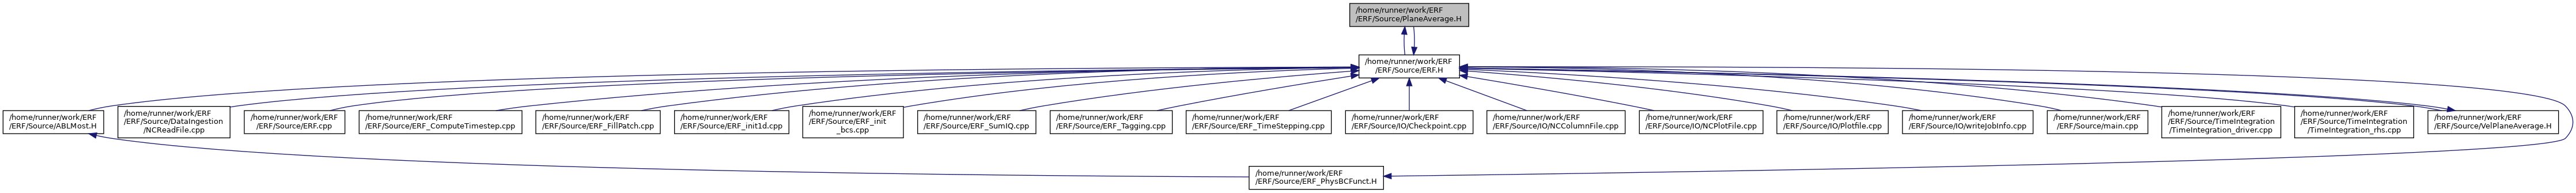 /home/runner/work/ERF
/ERF/Source/PlaneAverage.H
/home/runner/work/ERF
/ERF/Source/ERF.H
/home/runner/work/ERF
/ERF/Source/ABLMost.H
/home/runner/work/ERF
/ERF/Source/DataIngestion
/NCReadFile.cpp
/home/runner/work/ERF
/ERF/Source/ERF.cpp
/home/runner/work/ERF
/ERF/Source/ERF_ComputeTimestep.cpp
/home/runner/work/ERF
/ERF/Source/ERF_FillPatch.cpp
/home/runner/work/ERF
/ERF/Source/ERF_init1d.cpp
/home/runner/work/ERF
/ERF/Source/ERF_init
_bcs.cpp
/home/runner/work/ERF
/ERF/Source/ERF_SumIQ.cpp
/home/runner/work/ERF
/ERF/Source/ERF_Tagging.cpp
/home/runner/work/ERF
/ERF/Source/ERF_TimeStepping.cpp
/home/runner/work/ERF
/ERF/Source/IO/Checkpoint.cpp
/home/runner/work/ERF
/ERF/Source/IO/NCColumnFile.cpp
/home/runner/work/ERF
/ERF/Source/IO/NCPlotFile.cpp
/home/runner/work/ERF
/ERF/Source/IO/Plotfile.cpp
/home/runner/work/ERF
/ERF/Source/IO/writeJobInfo.cpp
/home/runner/work/ERF
/ERF/Source/main.cpp
/home/runner/work/ERF
/ERF/Source/TimeIntegration
/TimeIntegration_driver.cpp
/home/runner/work/ERF
/ERF/Source/TimeIntegration
/TimeIntegration_rhs.cpp
/home/runner/work/ERF
/ERF/Source/VelPlaneAverage.H
/home/runner/work/ERF
/ERF/Source/ERF_PhysBCFunct.H